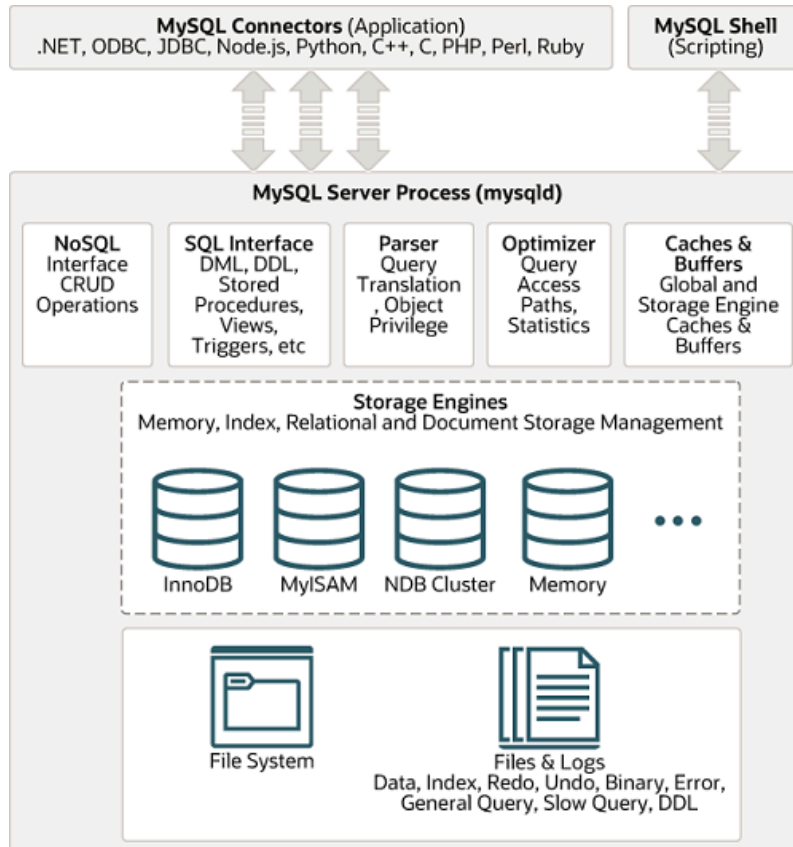 MySQL Connectors (Application)
.NET, ODBC, JDBC, Node.js, Python, C++, C, PHP, Perl, Ruby
MySQL Shell
(Scripting)
MySQL Server Process (mysqld)
NoSQL
Interface
CRUD
Operations
SQL Interface
DML, DDL,
Stored
Procedures,
Views,
Triggers, etc
Parser
Query
Translation
, Object
Privilege
Optimizer
Query
Access
Paths,
Statistics
Caches &
Buffers
Global and
Storage Engine
Caches &
Buffers
Storage Engines
Memory, Index, Relational and Document Storage Management
InnoDB
MyISAM
NDB Cluster
Memory
File System
Files & Logs
Data, Index, Redo, Undo, Binary, Error,
General Query, Slow Query, DDL